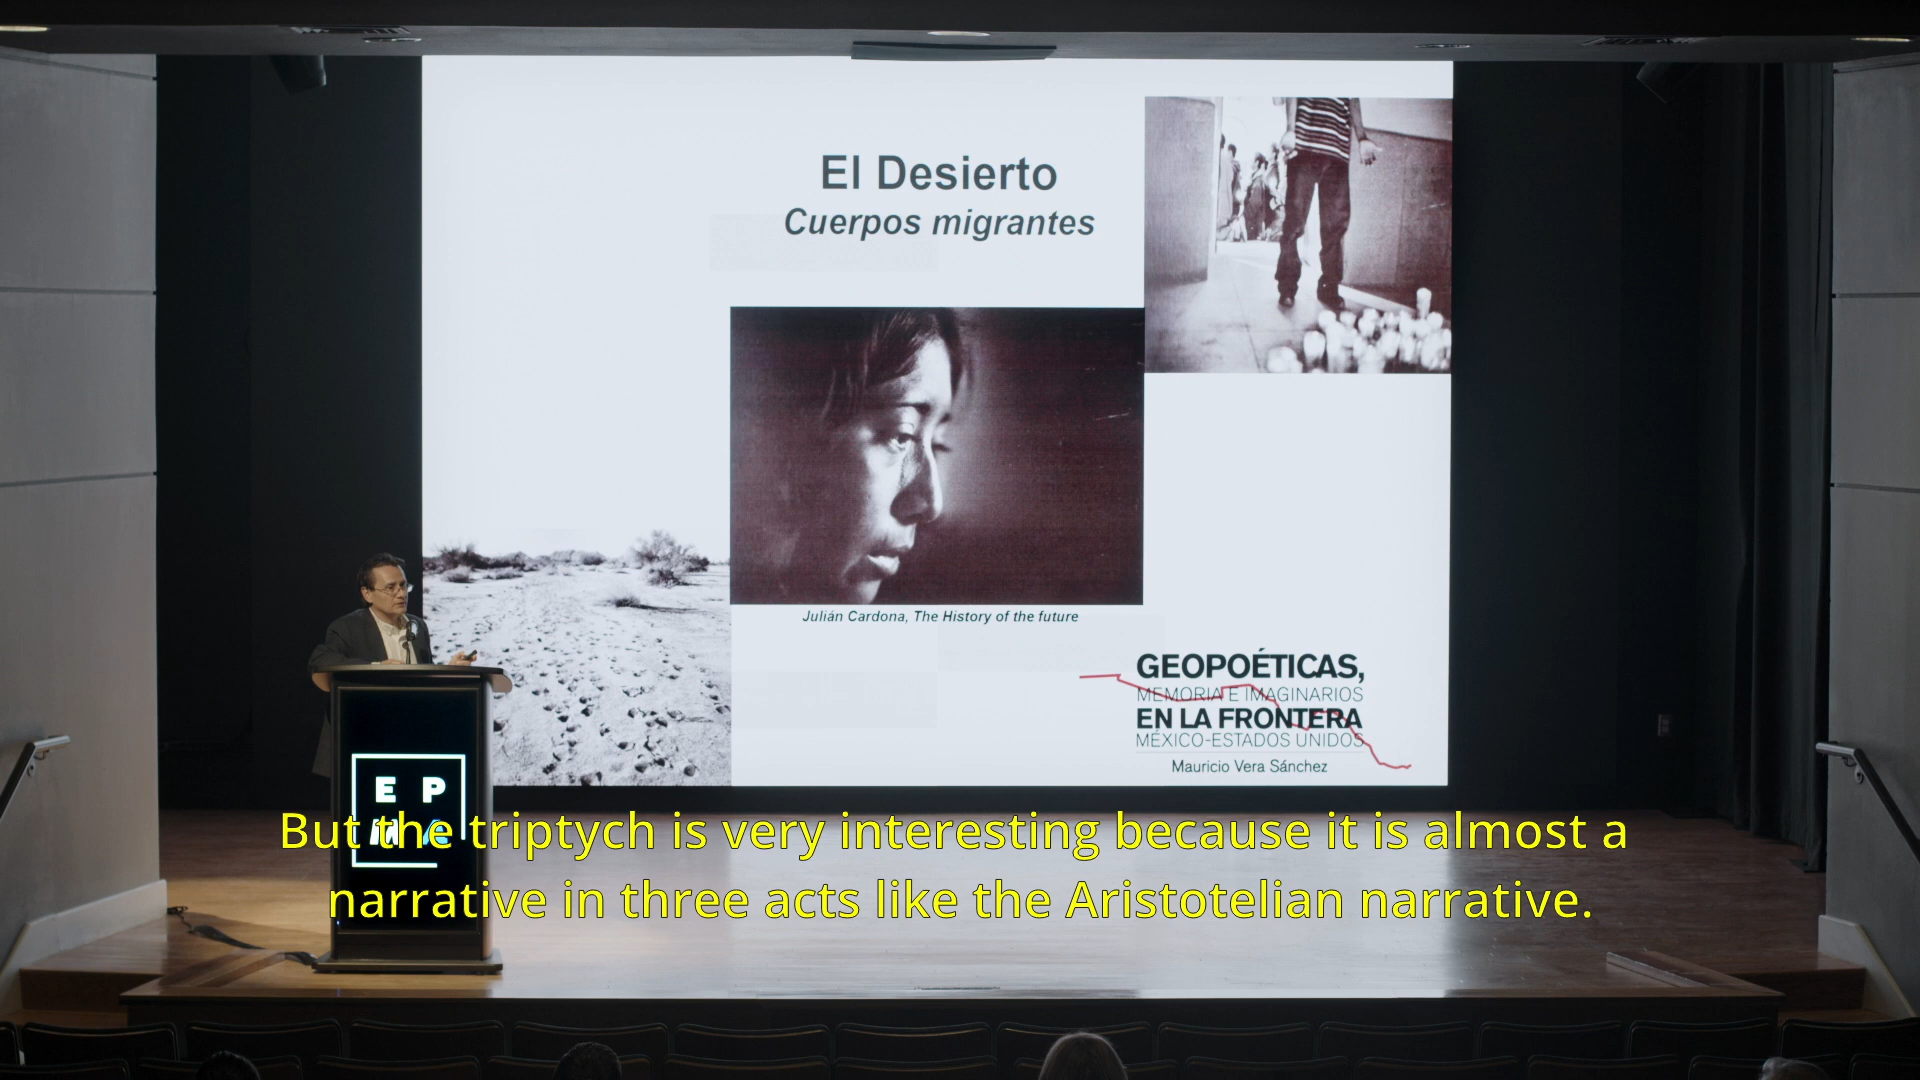 El Desierto
Cuerpos migrantes
Julián Cardona, The History of the future
GEOPOÉTICAS,
MEMORIA E IMAGINARIOS
EN LA FRONTERA
MÉXICO-ESTADOS UNIDOS
Mauricio Vera Sánchez
E P
M A
But the triptych is very interesting because it is almost a
narrative in three acts like the Aristotelian narrative.